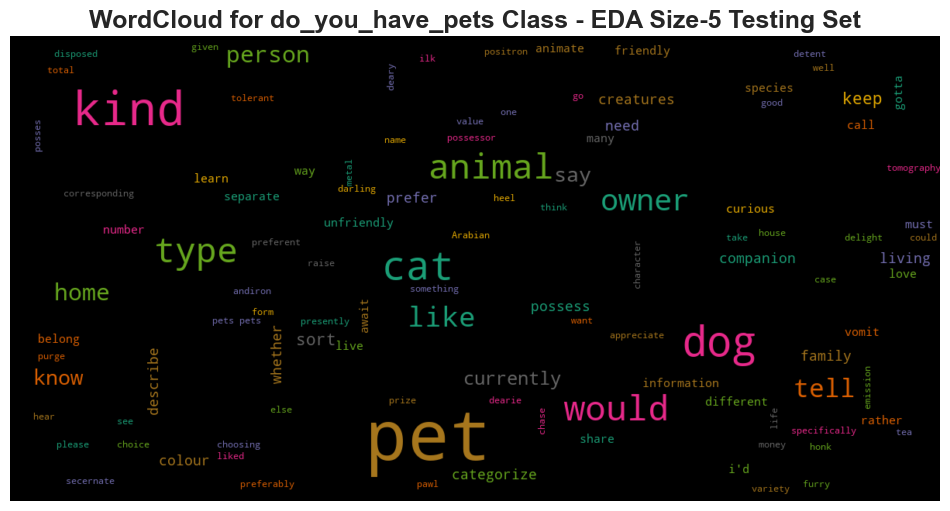 WordCloud for do_you_have_pets Class - EDA Size-5 Testing Set
disposed
given
person
deary
ilk
positron
animate
friendly
detent
well
total
kind
tolerant
go
creatures
species
good
keep
gotta
posses
value
one
need
many
call
name
possessor
metal
way
animal
say
tomography
learn
darling
corresponding
separate
prefer
heel
think
owner
curious
unfriendly
number
preferent
Arabian
character
take
house
delight
must
could
type
raise
cat
companion
living
love
case
home
andiron
something
form
possess
pets pets
presently
await
like
want
belong
whether
sort
live
appreciate
dog
vomit
purge
know
describe
currently
family
information
tell
emission
hear
else
prize
dearie
chase
would
different
life
rather
see
specifically
tea
please
choice
choosing
liked
pet
share
money
honk
colour
categorize
i'd
secernate
preferably
pawl
variety
furry